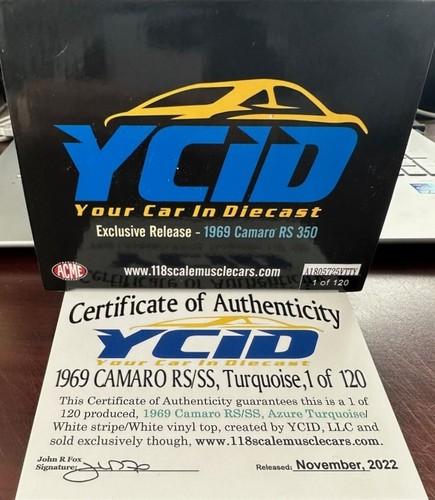 YCID
Your Car In Diecast
Exclusive Release - 1969 Camaro RS 350
ACME
www.118scalemusclecars.com
1 of 120
Certificate of Authenticity
YCID
Your Car In Diecast
1969 CAMARO RS/SS, Turquoise,1 of 120
This Certificate of Authenticity guarantees this is a 1 of
120 produced, 1969 Camaro RS/SS, Azure Turquoise/
White stripe/White vinyl top, created by YCID, LLC and
sold exclusively though, www.118scalemusclecars.com.
John R Fox
Signature:
Released: November, 2022